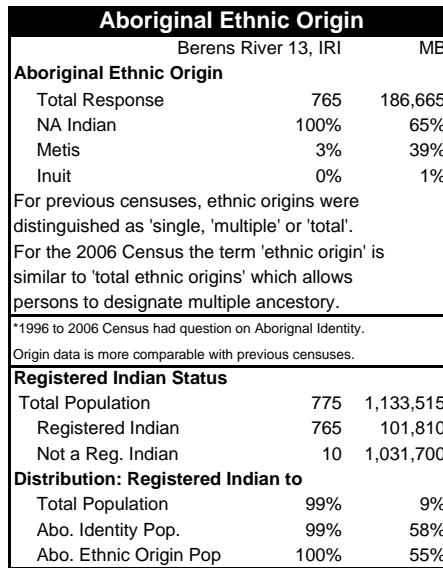 Aboriginal Ethnic Origin
Berens River 13, IRI MB
Aboriginal Ethnic Origin
Total Response 765 186,665
NA Indian 100% 65%
Metis 3% 39%
Inuit 0% 1%
For previous censuses, ethnic origins were
distinguished as 'single, 'multiple' or 'total'.
For the 2006 Census the term 'ethnic origin' is
similar to 'total ethnic origins' which allows
persons to designate multiple ancestory.
*1996 to 2006 Census had question on Aborignal Identity.
Origin data is more comparable with previous censuses.
Registered Indian Status
Total Population 775 1,133,515
Registered Indian 765 101,810
Not a Reg. Indian 10 1,031,700
Distribution: Registered Indian to
Total Population 99% 9%
Abo. Identity Pop. 99% 58%
Abo. Ethnic Origin Pop 100% 55%